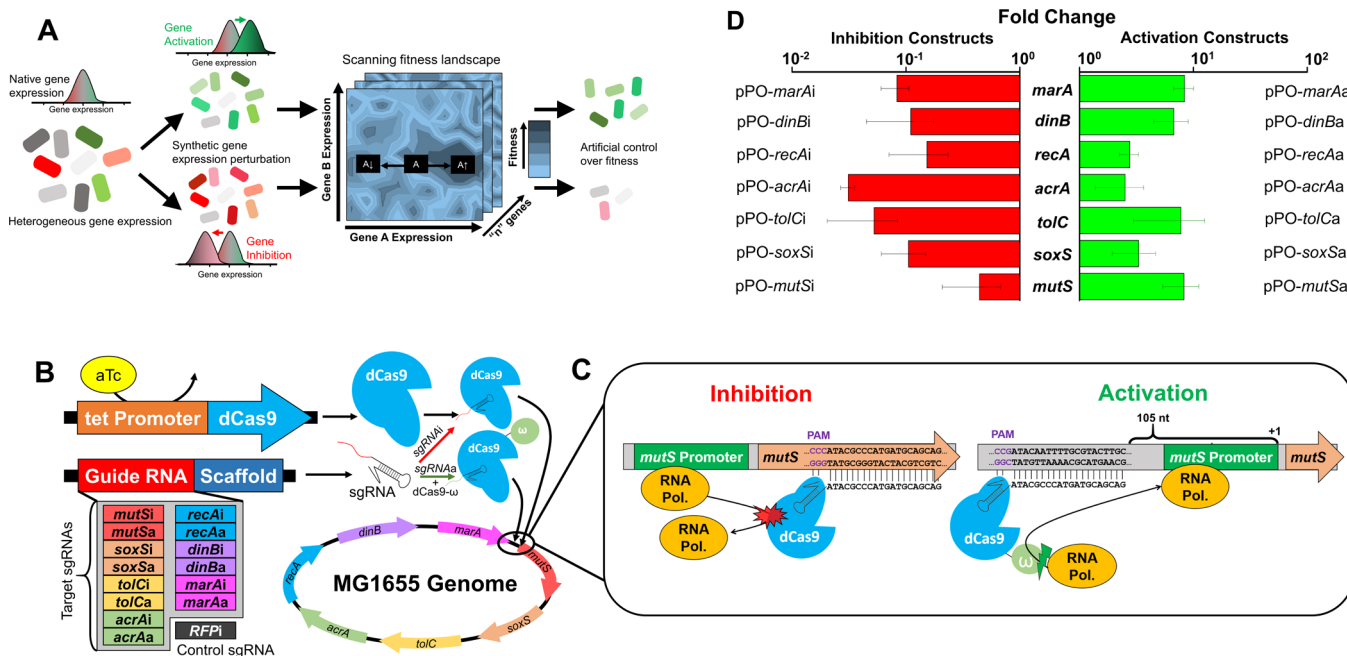 A
Gene
Activation
Gene expression
Native gene
expression
Gene expression
Synthetic gene
expression perturbation
Heterogeneous gene expression
Gene
Inhibition
Gene expression
Scanning fitness landscape
Gene B Expression
A↓
A
A↑
Gene A Expression
"n" genes
Fitness
Artificial control
over fitness
D
Fold Change
Inhibition Constructs
Activation Constructs
10-2
10-1
100
100
101
102
pPO-marAi
marA
pPO-marAa
pPO-dinBi
dinB
pPO-dinBa
pPO-recAi
recA
pPO-recAa
pPO-acrAi
acrA
pPO-acrAa
pPO-tolCi
tolC
pPO-tolCa
pPO-soxSi
soxS
pPO-soxSa
pPO-mutSi
mutS
pPO-mutSa
B
aTc
tet Promoter
dCas9
Guide RNA
Scaffold
Target sgRNAs
mutSi
mutSa
soxSi
soxSa
tolCi
tolCa
acrAi
acrAa
recAi
recAa
dinBi
dinBa
marAi
marAa
RFPi
Control sgRNA
dCas9
sgRNA
sgRNAi
sgRNAa
+
dCas9-ω
dCas9
dCas9
ω
MG1655 Genome
dinB
marA
mutS
soxS
tolC
acrA
recA
C
Inhibition
PAM
mutS Promoter
mutS
...CCCATACGCCCATGATGCAGCAG...
...GGGTATGCGGGTACTACGTCGTC...
ATACGCCCATGATGCAGCAG
RNA
Pol.
RNA
Pol.
dCas9
Activation
105 nt
+1
PAM
...CCGATACAATTTTGCGTACTTGC...
...GGCTATGTTAAAACGCATGAACG...
ATACGCCCATGATGCAGCAG
mutS Promoter
mutS
RNA
Pol.
dCas9
ω
RNA
Pol.